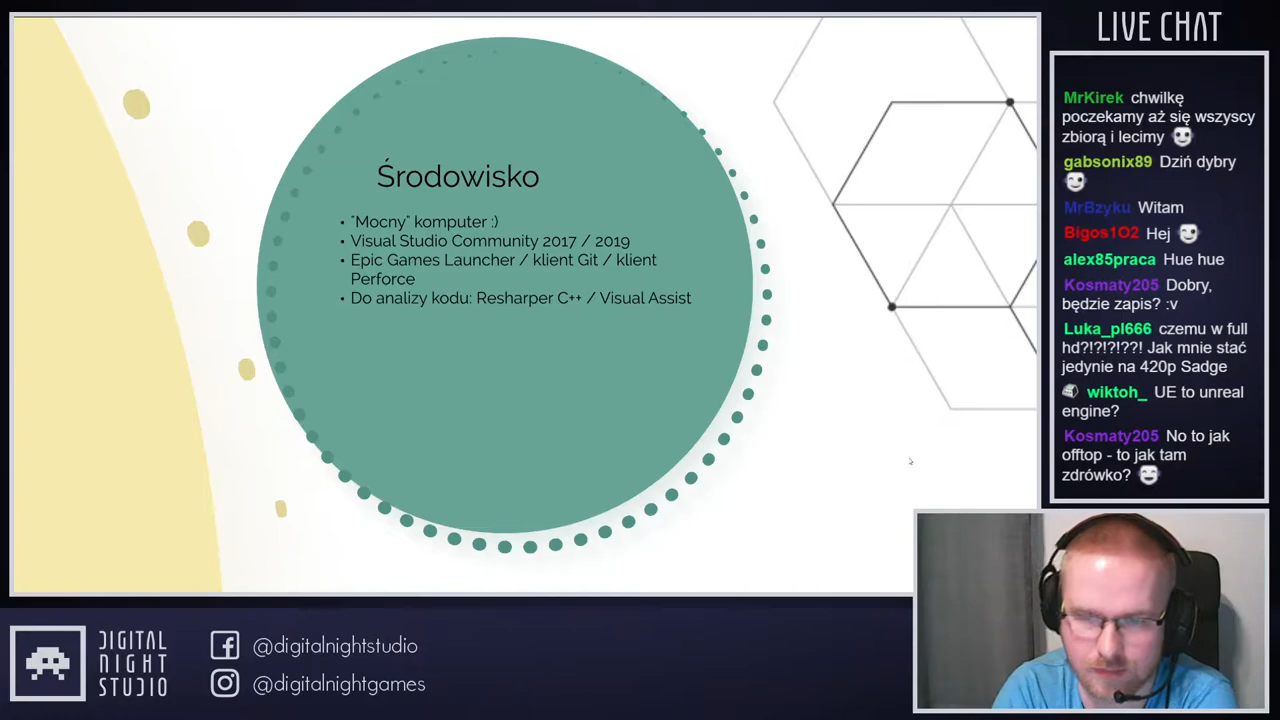 Środowisko
• "Mocny" komputer :)
• Visual Studio Community 2017 / 2019
• Epic Games Launcher / klient Git / klient
Perforce
• Do analizy kodu: Resharper C++ / Visual Assist
LIVE CHAT
MrKirek chwilkę
poczekamy aż się wszyscy
zbiorą i lecimy
gabsonix89 Dziń dybry
MrBzyku Witam
Bigos1O2 Hej
alex85praca Hue hue
Kosmaty205 Dobry,
będzie zapis? :v
Luka_pl666 czemu w full
hd?!?!?!??! Jak mnie stać
jedynie na 420p Sadge
wiktoh_ UE to unreal
engine?
Kosmaty205 No to jak
offtop - to jak tam
zdrówko?
DIGITAL
NIGHT
STUDIO
@digitalnightstudio
@digitalnightgames